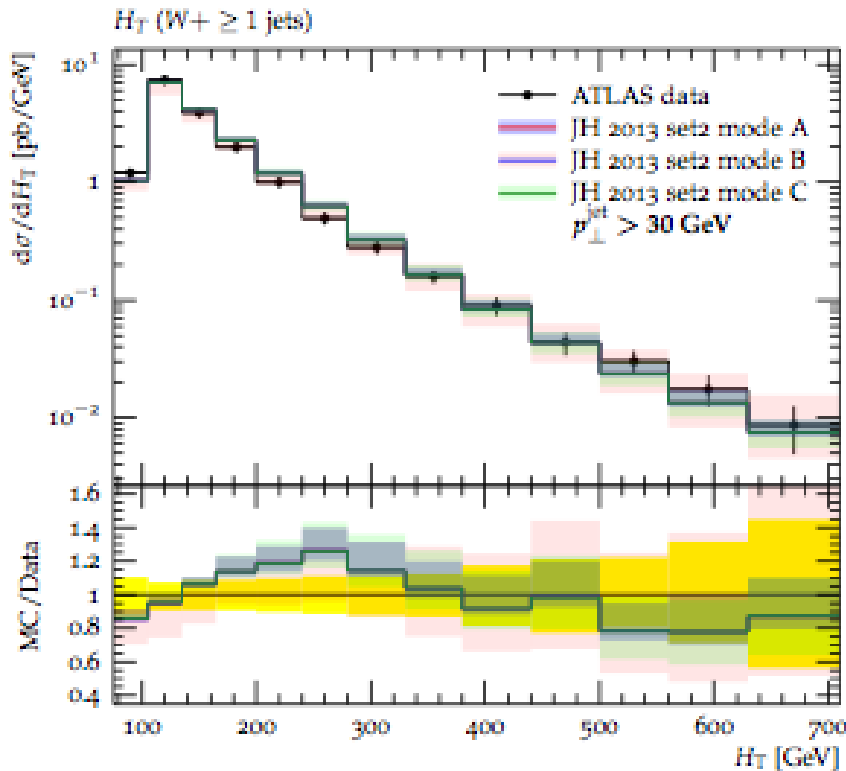 H_T (W+ ≥ 1 jets)
dσ/dH_T [pb/GeV]
10^1
1
10^−1
10^−2
ATLAS data
JH 2013 set2 mode A
JH 2013 set2 mode B
JH 2013 set2 mode C
p_⊥^jet > 30 GeV
MC/Data
1.6
1.4
1.2
1
0.8
0.6
0.4
100 200 300 400 500 600 700
H_T [GeV]